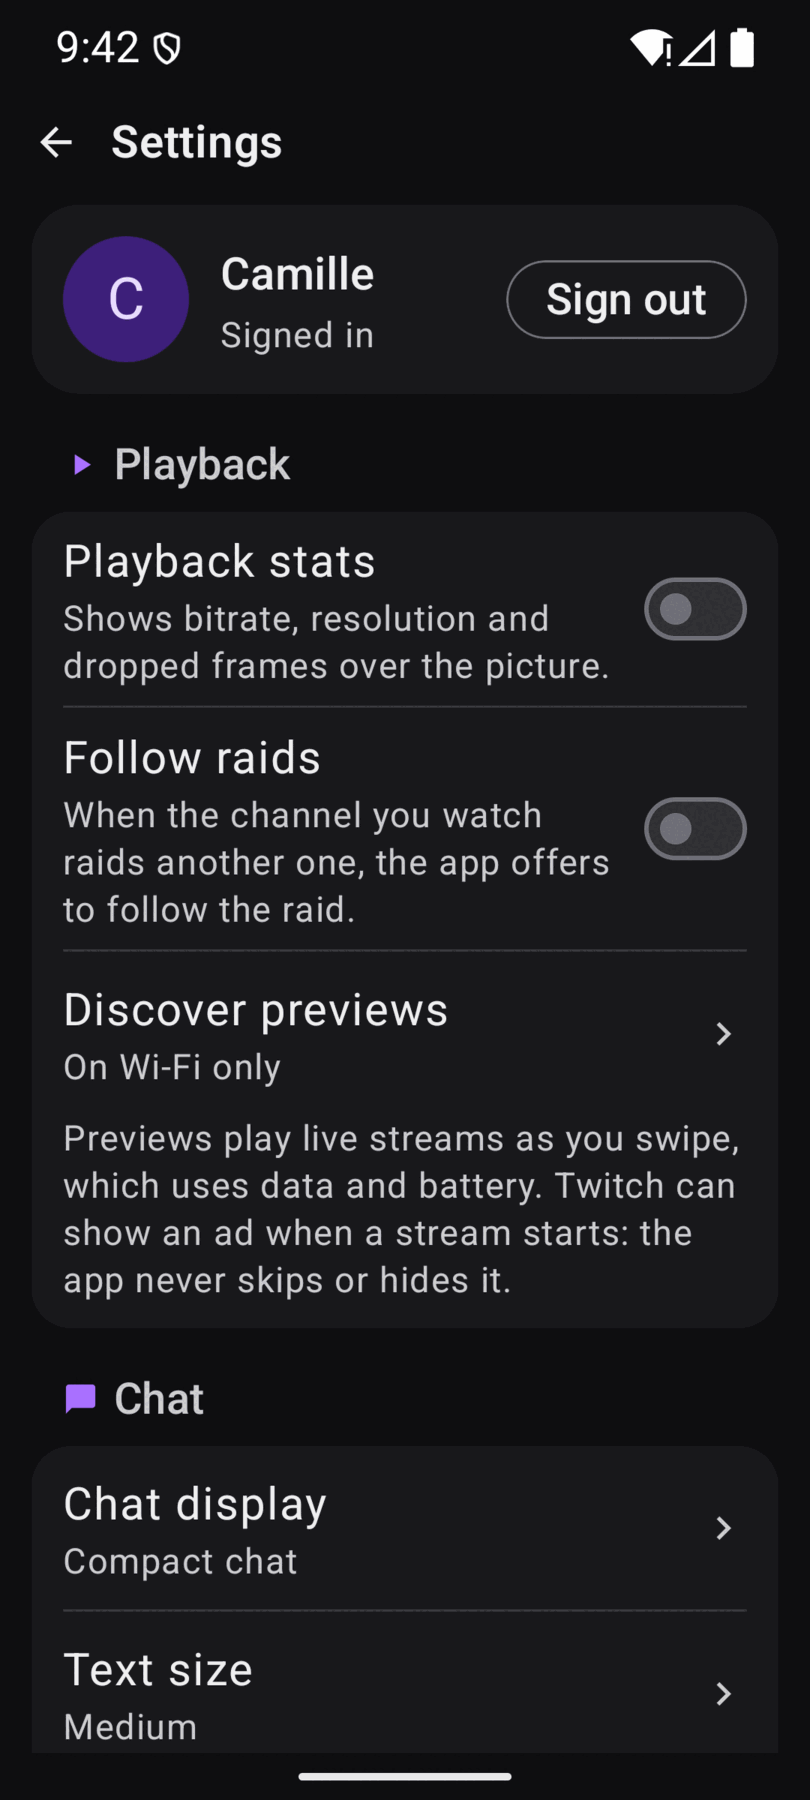 9:42
Settings
C
Camille
Signed in
Sign out
Playback
Playback stats
Shows bitrate, resolution and
dropped frames over the picture.
Follow raids
When the channel you watch
raids another one, the app offers
to follow the raid.
Discover previews
On Wi-Fi only
Previews play live streams as you swipe,
which uses data and battery. Twitch can
show an ad when a stream starts: the
app never skips or hides it.
Chat
Chat display
Compact chat
Text size
Medium